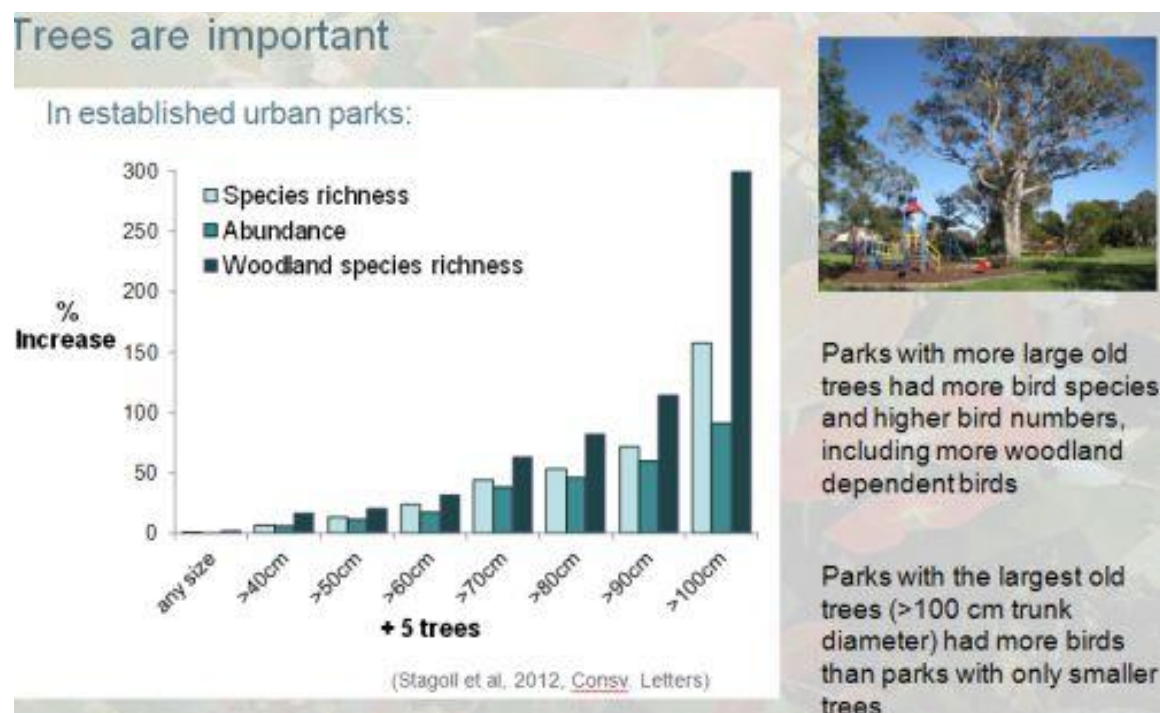 Trees are important
In established urban parks:
300
250
200
150
100
50
0
% 
Increase
Species richness
Abundance
Woodland species richness
any size
>40cm
>50cm
>60cm
>70cm
>80cm
>90cm
>100cm
+ 5 trees
(Stagoll et al, 2012, Consv. Letters)
Parks with more large old
trees had more bird species
and higher bird numbers,
including more woodland
dependent birds
Parks with the largest old
trees (>100 cm trunk
diameter) had more birds
than parks with only smaller
trees